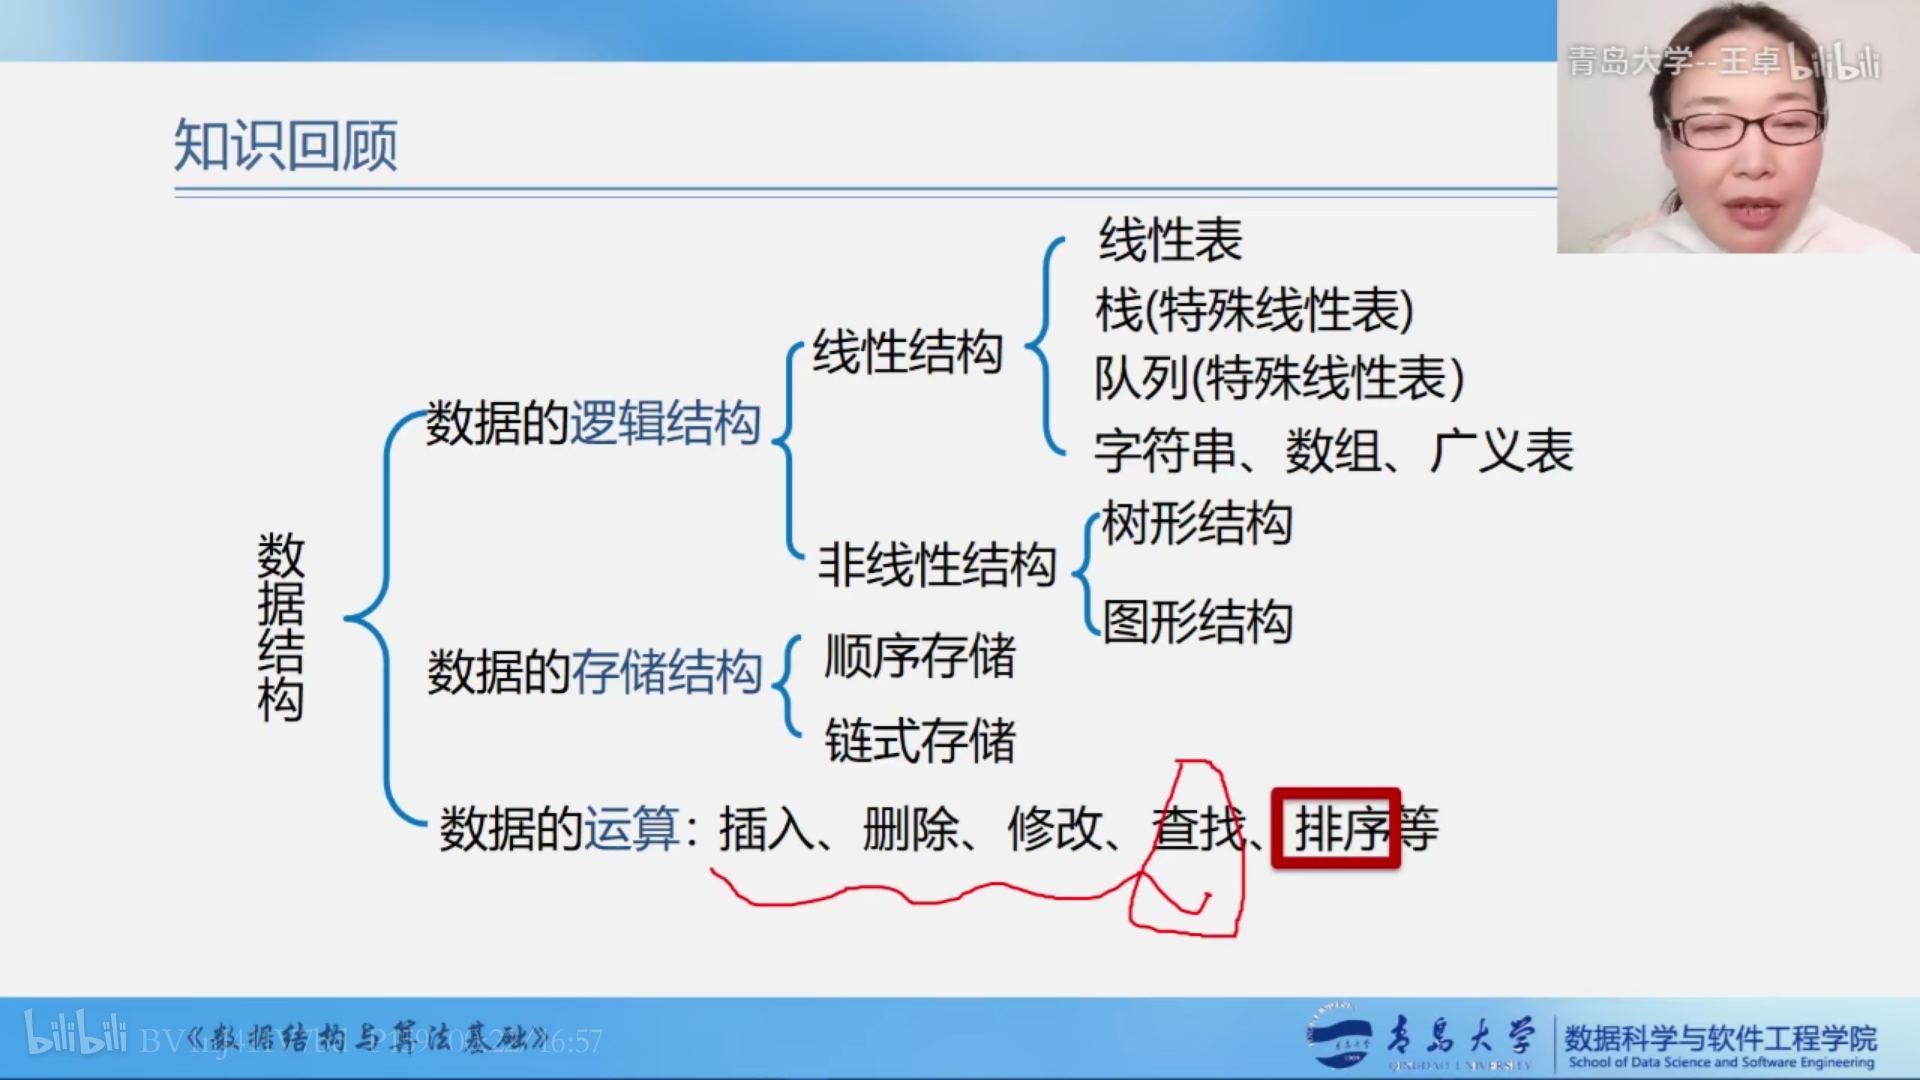 青岛大学--王卓 bilibili
知识回顾
数据结构
数据的逻辑结构
线性结构
线性表
栈(特殊线性表)
队列(特殊线性表)
字符串、数组、广义表
非线性结构
树形结构
图形结构
数据的存储结构
顺序存储
链式存储
数据的运算：插入、删除、修改、查找、排序等
bilibili
《数据结构与算法基础》
16:57
青岛大学
QINGDAO UNIVERSITY
数据科学与软件工程学院
School of Data Science and Software Engineering